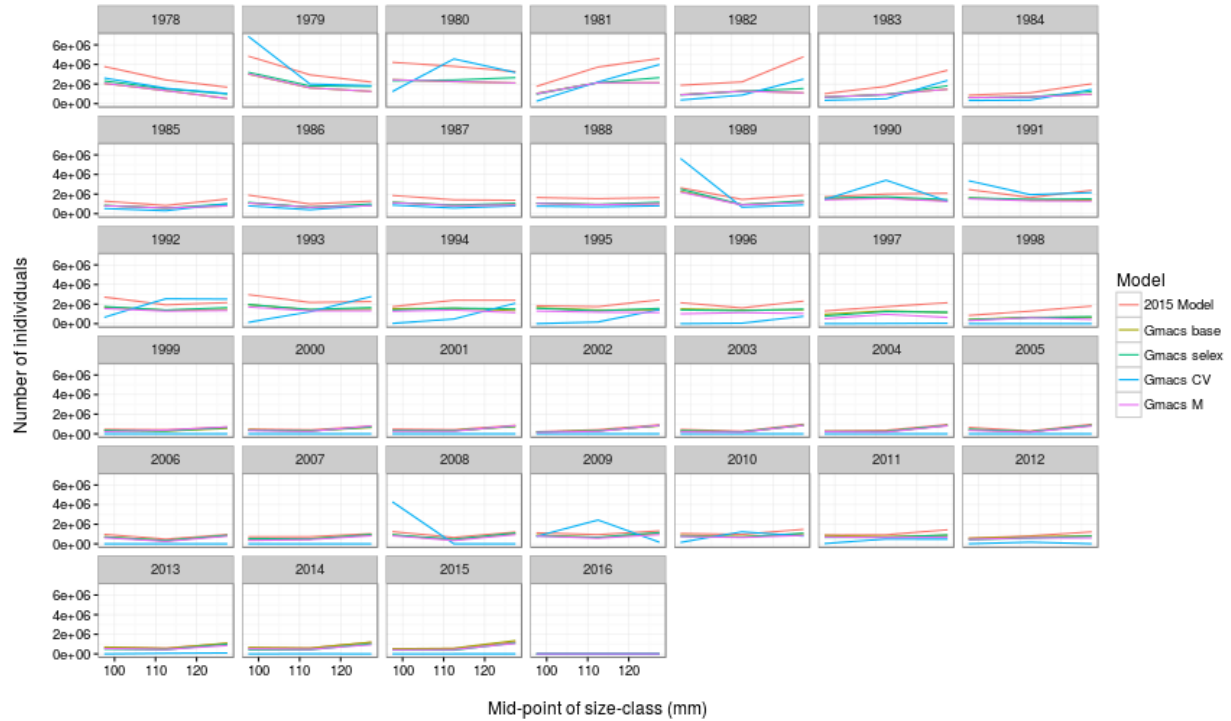 1978 1979 1980 1981 1982 1983 1984
6e+06
4e+06
2e+06
0e+00
1985 1986 1987 1988 1989 1990 1991
6e+06
4e+06
2e+06
0e+00
1992 1993 1994 1995 1996 1997 1998
6e+06
4e+06
2e+06
0e+00
1999 2000 2001 2002 2003 2004 2005
6e+06
4e+06
2e+06
0e+00
2006 2007 2008 2009 2010 2011 2012
6e+06
4e+06
2e+06
0e+00
2013 2014 2015 2016
6e+06
4e+06
2e+06
0e+00
100 110 120 100 110 120 100 110 120 100 110 120
Number of inidividuals
Mid-point of size-class (mm)
Model
2015 Model
Gmacs base
Gmacs selex
Gmacs CV
Gmacs M